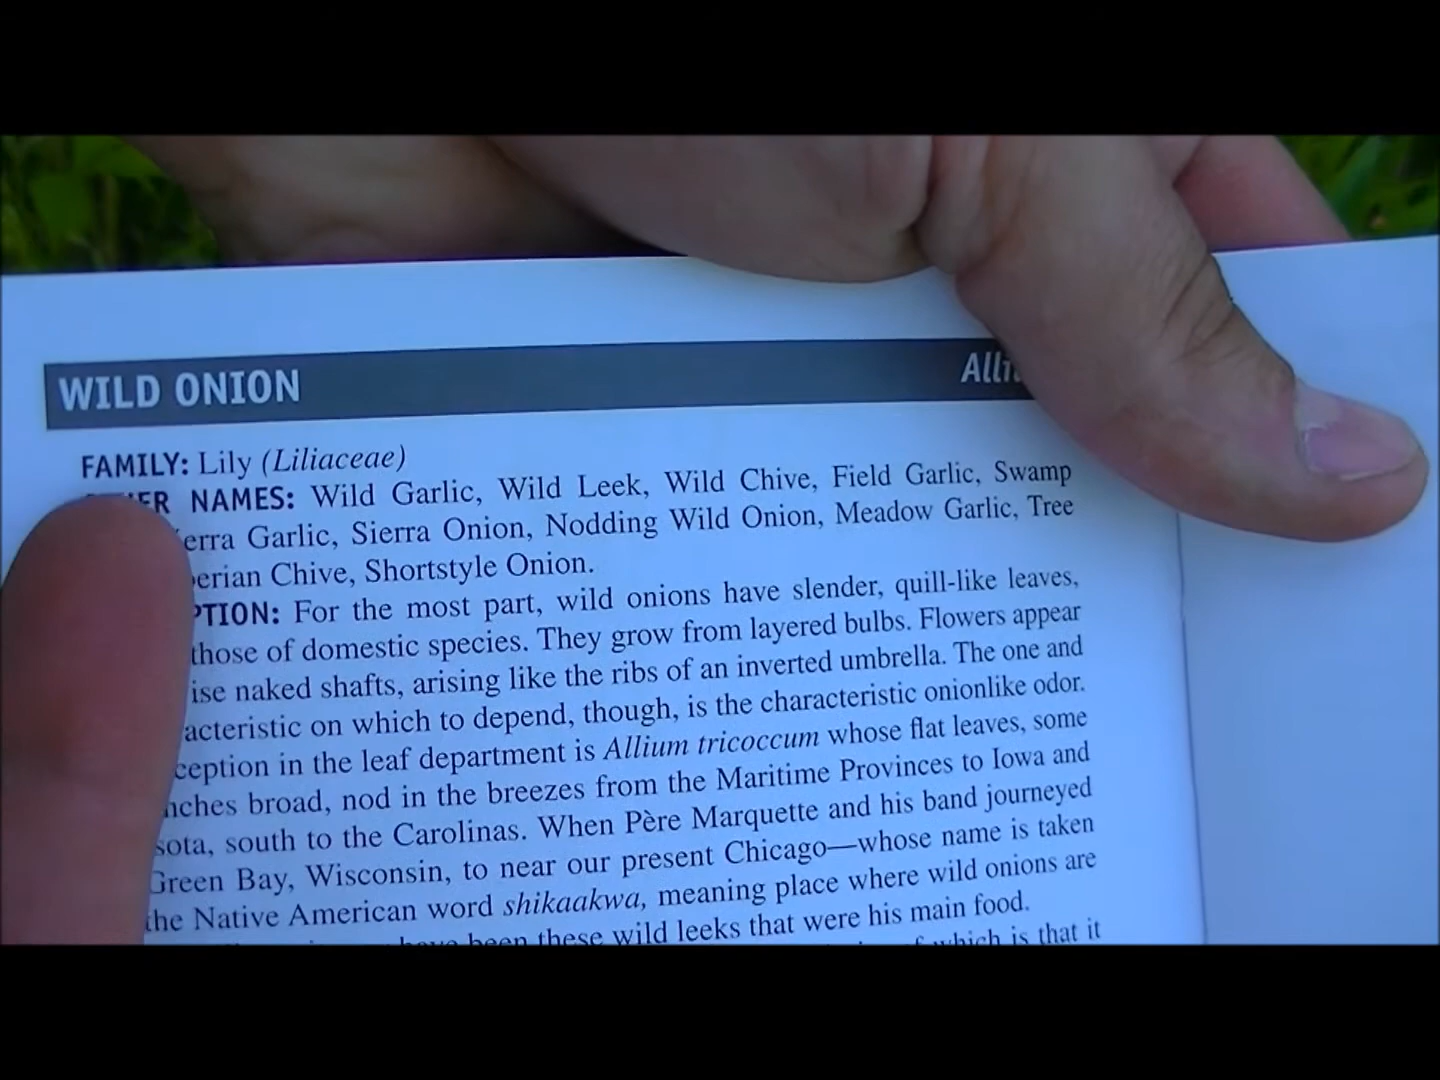 WILD ONION
FAMILY: Lily (Liliaceae)
NAMES: Wild Garlic, Wild Leek, Wild Chive, Field Garlic, Swamp
erra Garlic, Sierra Onion, Nodding Wild Onion, Meadow Garlic, Tree
erian Chive, Shortstyle Onion.
PTION: For the most part, wild onions have slender, quill-like leaves,
those of domestic species. They grow from layered bulbs. Flowers appear
ise naked shafts, arising like the ribs of an inverted umbrella. The one and
acteristic on which to depend, though, is the characteristic onionlike odor.
ception in the leaf department is Allium tricoccum whose flat leaves, some
nches broad, nod in the breezes from the Maritime Provinces to Iowa and
sota, south to the Carolinas. When Père Marquette and his band journeyed
Green Bay, Wisconsin, to near our present Chicago—whose name is taken
the Native American word shikaakwa, meaning place where wild onions are
have been these wild leeks that were his main food.
which is that it